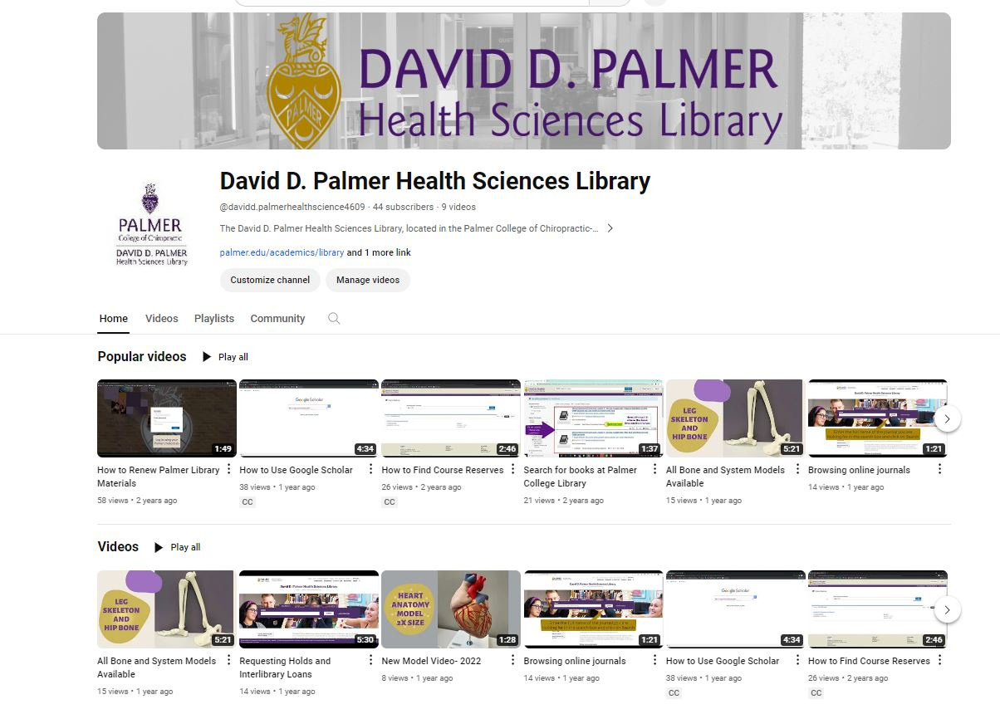 DAVID D. PALMER
Health Sciences Library
PALMER
PALMER
College of Chiropractic
DAVID D. PALMER
Health Sciences Library
David D. Palmer Health Sciences Library
@davidd.palmerhealthscience4609 · 44 subscribers · 9 videos
The David D. Palmer Health Sciences Library, located in the Palmer College of Chiropractic-...
palmer.edu/academics/library and 1 more link
Customize channel
Manage videos
Home
Videos
Playlists
Community
Popular videos
Play all
1:49
How to Renew Palmer Library
Materials
58 views • 2 years ago
Google Scholar
4:34
How to Use Google Scholar
38 views • 1 year ago
CC
2:46
How to Find Course Reserves
26 views • 2 years ago
CC
1:37
Search for books at Palmer
College Library
21 views • 2 years ago
LEG
SKELETON
AND
HIP BONE
5:21
All Bone and System Models
Available
15 views • 1 year ago
David D. Palmer Health Sciences Library
Enter the full name of the journal you are
looking for in the search box and click on Search
1:21
Browsing online journals
14 views • 1 year ago
Videos
Play all
LEG
SKELETON
AND
HIP BONE
5:21
All Bone and System Models
Available
15 views • 1 year ago
David D. Palmer Health Sciences Library
5:30
Requesting Holds and
Interlibrary Loans
14 views • 1 year ago
HEART
ANATOMY
MODEL
2X SIZE
1:28
New Model Video- 2022
8 views • 1 year ago
David D. Palmer Health Sciences Library
Enter the full name of the journal you are
looking for in the search box and click on Search
1:21
Browsing online journals
14 views • 1 year ago
Google Scholar
4:34
How to Use Google Scholar
38 views • 1 year ago
CC
2:46
How to Find Course Reserves
26 views • 2 years ago
CC